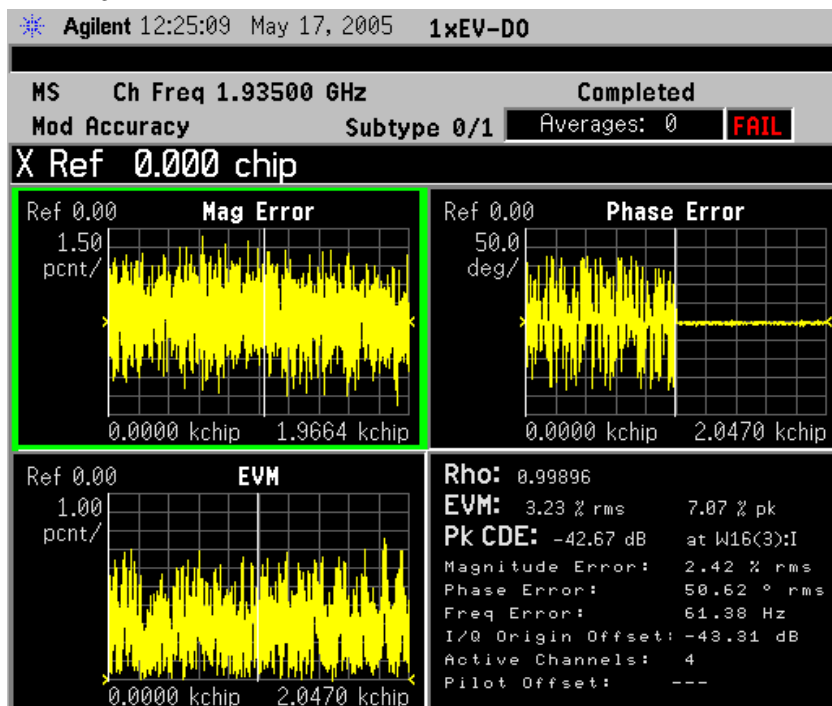 Agilent 12:25:09 May 17, 2005 1xEV-DO
MS Ch Freq 1.93500 GHz Completed
Mod Accuracy Subtype 0/1 Averages: 0 FAIL
X Ref 0.000 chip
Ref 0.00 Mag Error
1.50
pcnt/
0.0000 kchip 1.9664 kchip
Ref 0.00 Phase Error
50.0
deg/
0.0000 kchip 2.0470 kchip
Ref 0.00 EVM
1.00
pcnt/
0.0000 kchip 2.0470 kchip
Rho: 0.99896
EVM: 3.23 % rms 7.07 % pk
Pk CDE: -42.67 dB at W16(3):I
Magnitude Error: 2.42 % rms
Phase Error: 50.62 ° rms
Freq Error: 61.38 Hz
I/Q Origin Offset: -43.31 dB
Active Channels: 4
Pilot Offset: ---